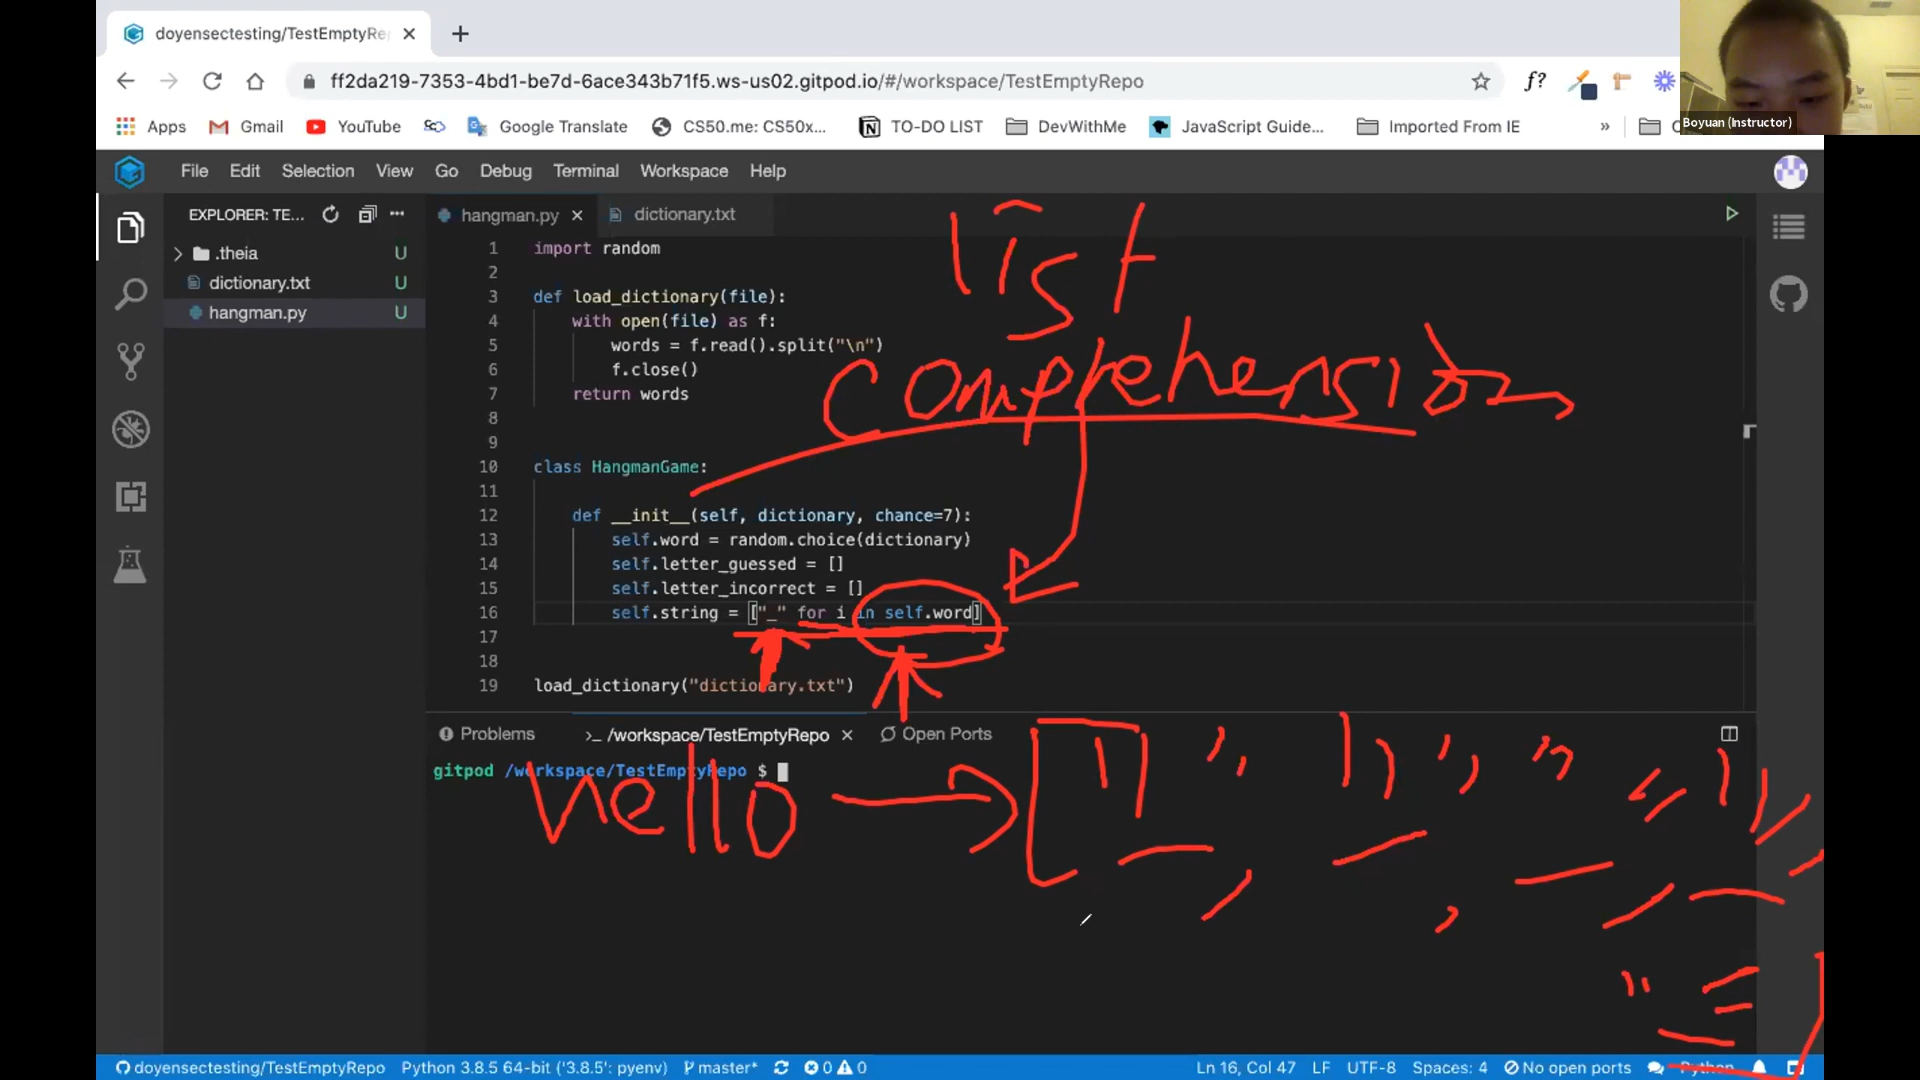 doyensectesting/TestEmptyRe
ff2da219-7353-4bd1-be7d-6ace343b71f5.ws-us02.gitpod.io/#/workspace/TestEmptyRepo
f?
Boyuan (Instructor)
Apps Gmail YouTube Google Translate CS50.me: CS50x... TO-DO LIST DevWithMe JavaScript Guide... Imported From IE »
File Edit Selection View Go Debug Terminal Workspace Help
EXPLORER: TE...
.theia U
dictionary.txt U
hangman.py U
hangman.py dictionary.txt
1 import random
2
3 def load_dictionary(file):
4 with open(file) as f:
5 words = f.read().split("\n")
6 f.close()
7 return words
8
9
10 class HangmanGame:
11
12 def __init__(self, dictionary, chance=7):
13 self.word = random.choice(dictionary)
14 self.letter_guessed = []
15 self.letter_incorrect = []
16 self.string = ["_" for i in self.word]
17
18
19 load_dictionary("dictionary.txt")
list
comprehension
Problems >_ /workspace/TestEmptyRepo Open Ports
gitpod /workspace/TestEmptyRepo $
hello
doyensectesting/TestEmptyRepo Python 3.8.5 64-bit ('3.8.5': pyenv) master* 0 0 Ln 16, Col 47 LF UTF-8 Spaces: 4 No open ports Python